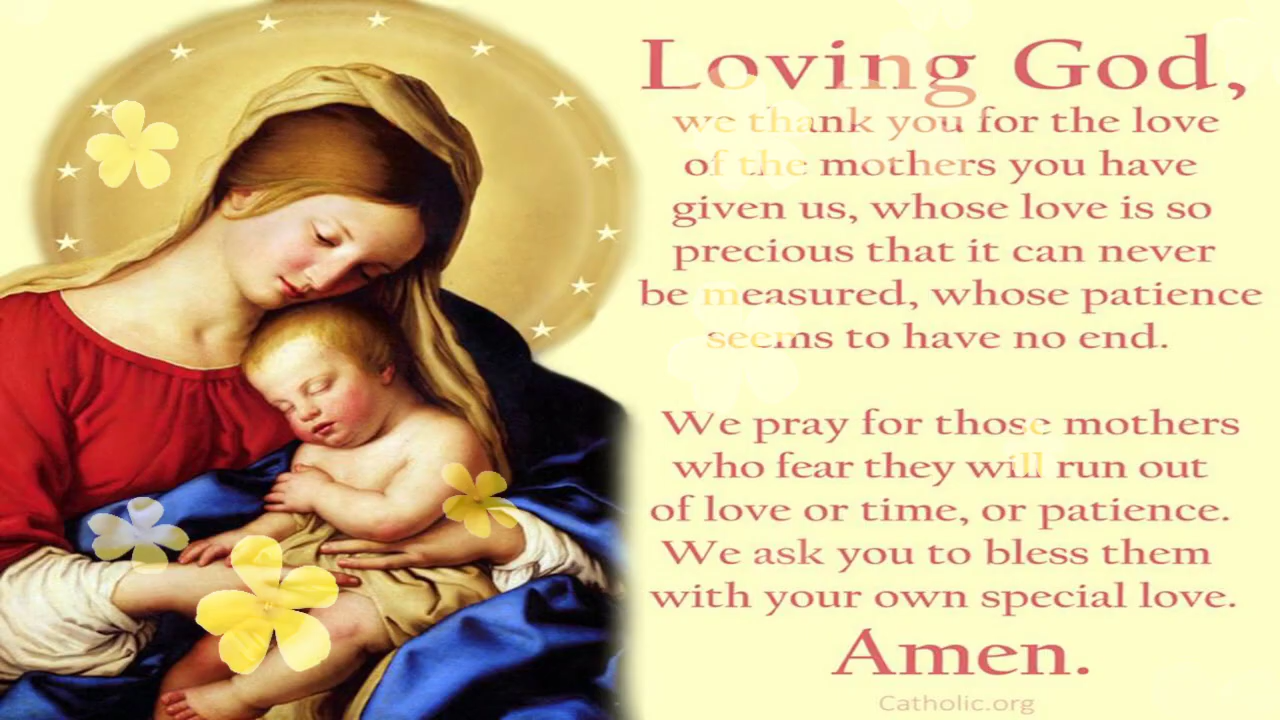 Loving God,
we thank you for the love
of the mothers you have
given us, whose love is so
precious that it can never
be measured, whose patience
seems to have no end.
We pray for those mothers
who fear they will run out
of love or time, or patience.
We ask you to bless them
with your own special love.
Amen.
Catholic.org